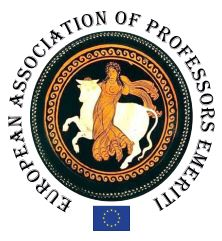 EUROPEAN ASSOCIATION OF PROFESSORS EMERITI